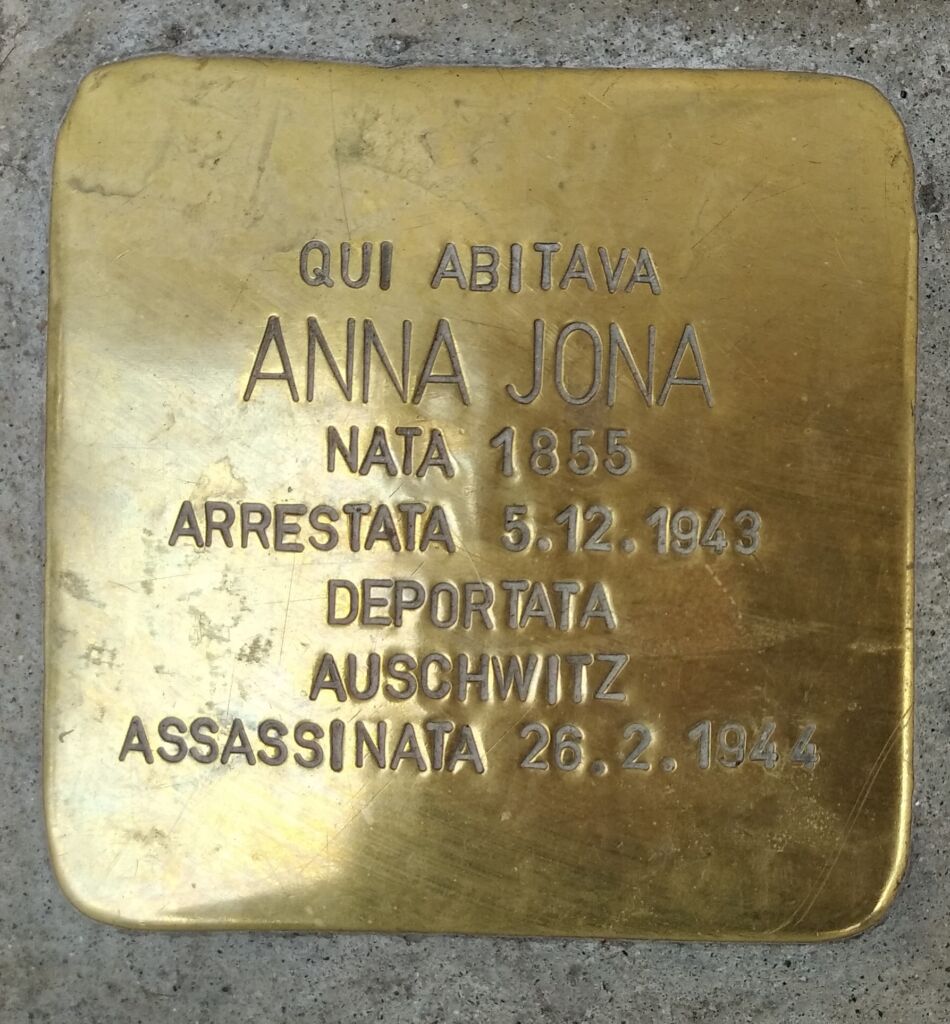 QUI ABITAVA
ANNA JONA
NATA 1855
ARRESTATA 5.12.1943
DEPORTATA
AUSCHWITZ
ASSASSINATA 26.2.1944